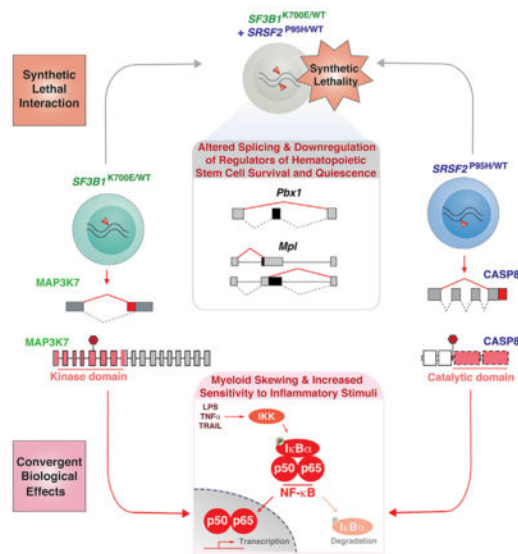 SF3B1K700E/WT
+ SRSF2P95H/WT
Synthetic
Lethal
Interaction
Synthetic
Lethality
Altered Splicing & Downregulation
of Regulators of Hematopoietic
Stem Cell Survival and Quiescence
Pbx1
Mpl
SF3B1K700E/WT
MAP3K7
SRSF2P95H/WT
CASP8
MAP3K7
Kinase domain
CASP8
Catalytic domain
Myeloid Skewing & Increased
Sensitivity to Inflammatory Stimuli
LPS
TNFα
TRAIL
IKK
P
IκBα
p50 p65
NF-κB
p50 p65
Transcription
P
IκBα
Degradation
Convergent
Biological
Effects